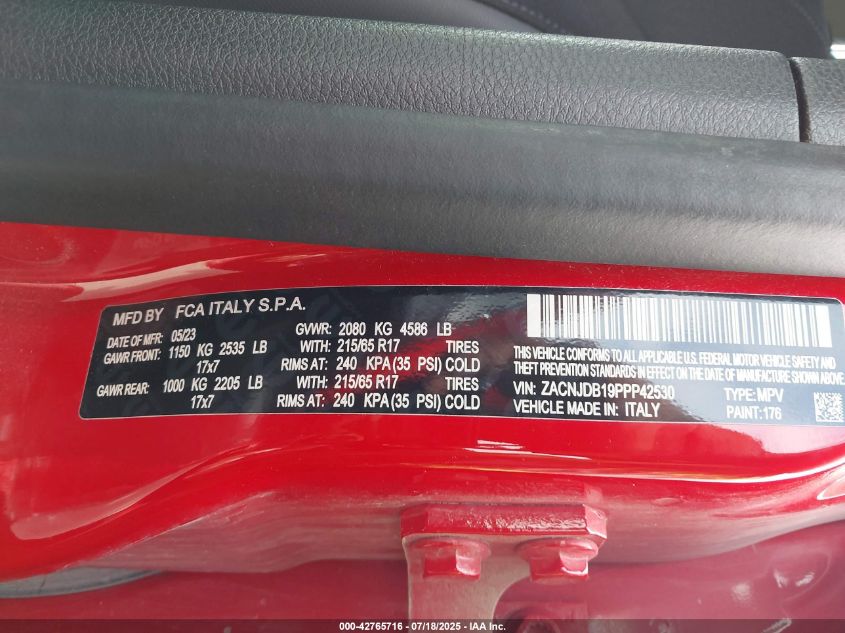 MFD BY FCA ITALY S.P.A.
DATE OF MFR: 05/23 GVWR: 2080 KG 4586 LB
GAWR FRONT: 1150 KG 2535 LB WITH: 215/65 R17 TIRES
17x7 RIMS AT: 240 KPA (35 PSI) COLD
GAWR REAR: 1000 KG 2205 LB WITH: 215/65 R17 TIRES
17x7 RIMS AT: 240 KPA (35 PSI) COLD
THIS VEHICLE CONFORMS TO ALL APPLICABLE U.S. FEDERAL MOTOR VEHICLE SAFETY AND
THEFT PREVENTION STANDARDS IN EFFECT ON THE DATE OF MANUFACTURE SHOWN ABOVE.
VIN: ZACNJDB19PPP42530 TYPE: MPV
VEHICLE MADE IN: ITALY PAINT: 176
000-42765716 | 07/18/2025 - IAA Inc.